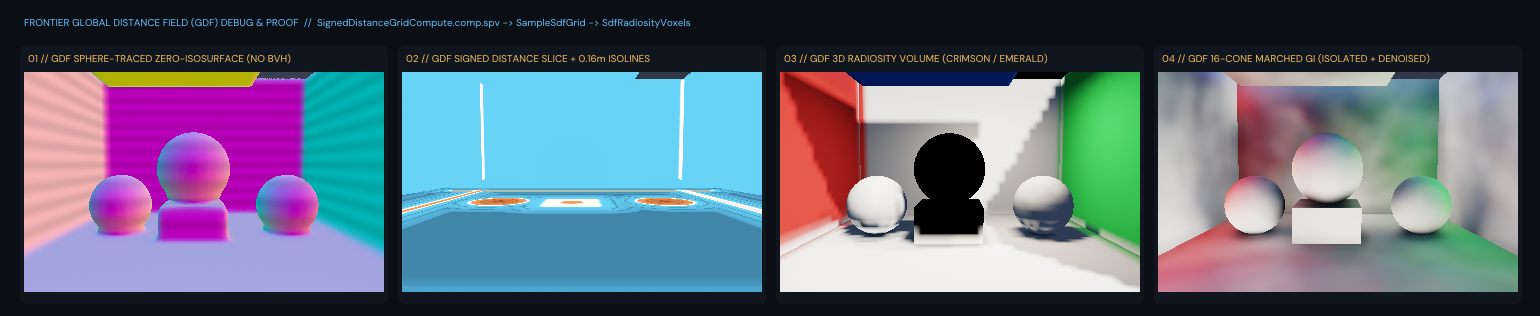 FRONTIER GLOBAL DISTANCE FIELD (GDF) DEBUG & PROOF // SignedDistanceGridCompute.comp.spv -> SampleSdfGrid -> SdfRadiosityVoxels
01 // GDF SPHERE-TRACED ZERO-ISOSURFACE (NO BVH)
02 // GDF SIGNED DISTANCE SLICE + 0.16m ISOLINES
03 // GDF 3D RADIOSITY VOLUME (CRIMSON / EMERALD)
04 // GDF 16-CONE MARCHED GI (ISOLATED + DENOISED)